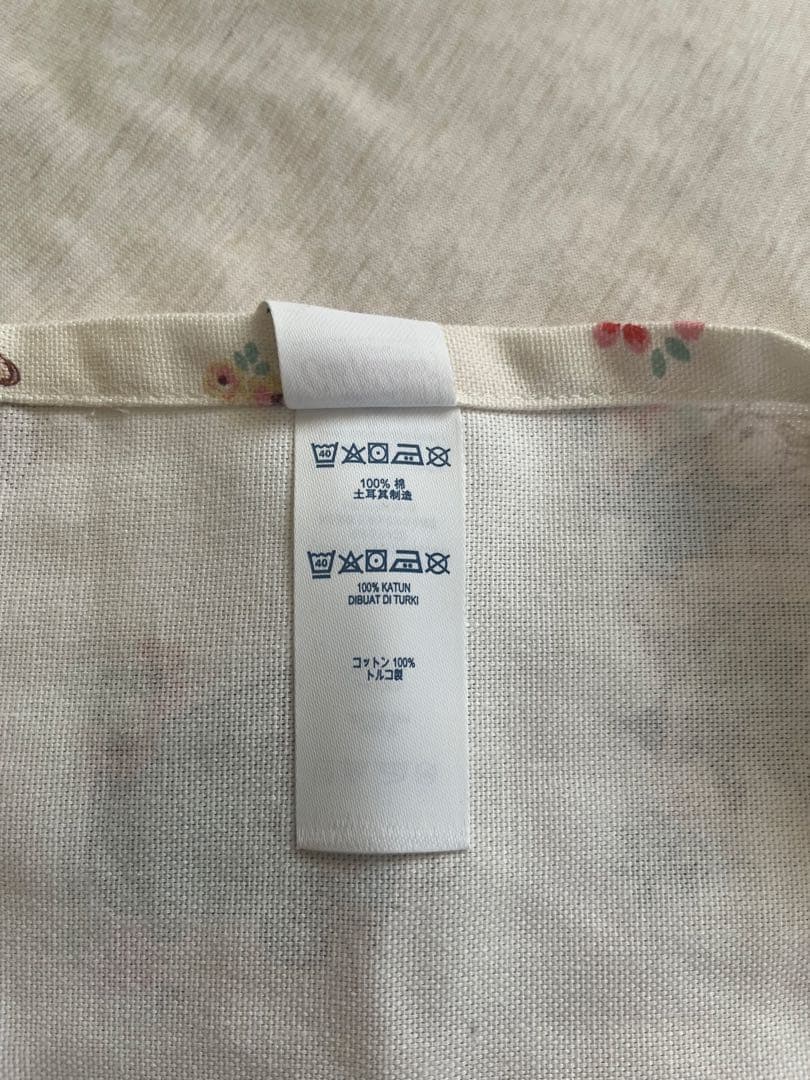 40
100% 棉
土耳其制造
40
100% KATUN
DIBUAT DI TURKI
コットン 100%
トルコ製